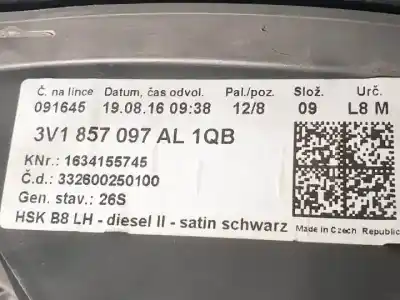 Č. na lince Datum, čas odvol. Pal./poz. Slož. Urč.
091645 19.08.16 09:38 12/8 09 L8 M
3V1 857 097 AL 1QB
KNr.: 1634155745
Č.d.: 332600250100
Gen. stav.: 26S
HSK B8 LH - diesel II - satin schwarz
Made in Czech Republic